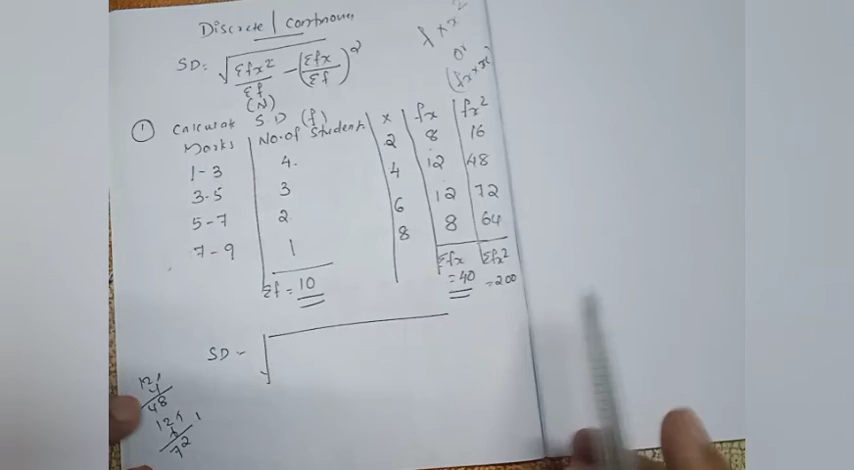 Discrete | continous
SD = √ Σfx²/Σf - (Σfx/Σf)²
(N)
f × x²
or
(fx × x)
① Calculate S.D
Marks | No. of Students (f) | x | fx | fx²
1-3 | 4 | 2 | 8 | 16
3-5 | 3 | 4 | 12 | 48
5-7 | 2 | 6 | 12 | 72
7-9 | 1 | 8 | 8 | 64
Σf = 10 | Σfx = 40 | Σfx² = 200
SD = √
12
4
48
12
6
72